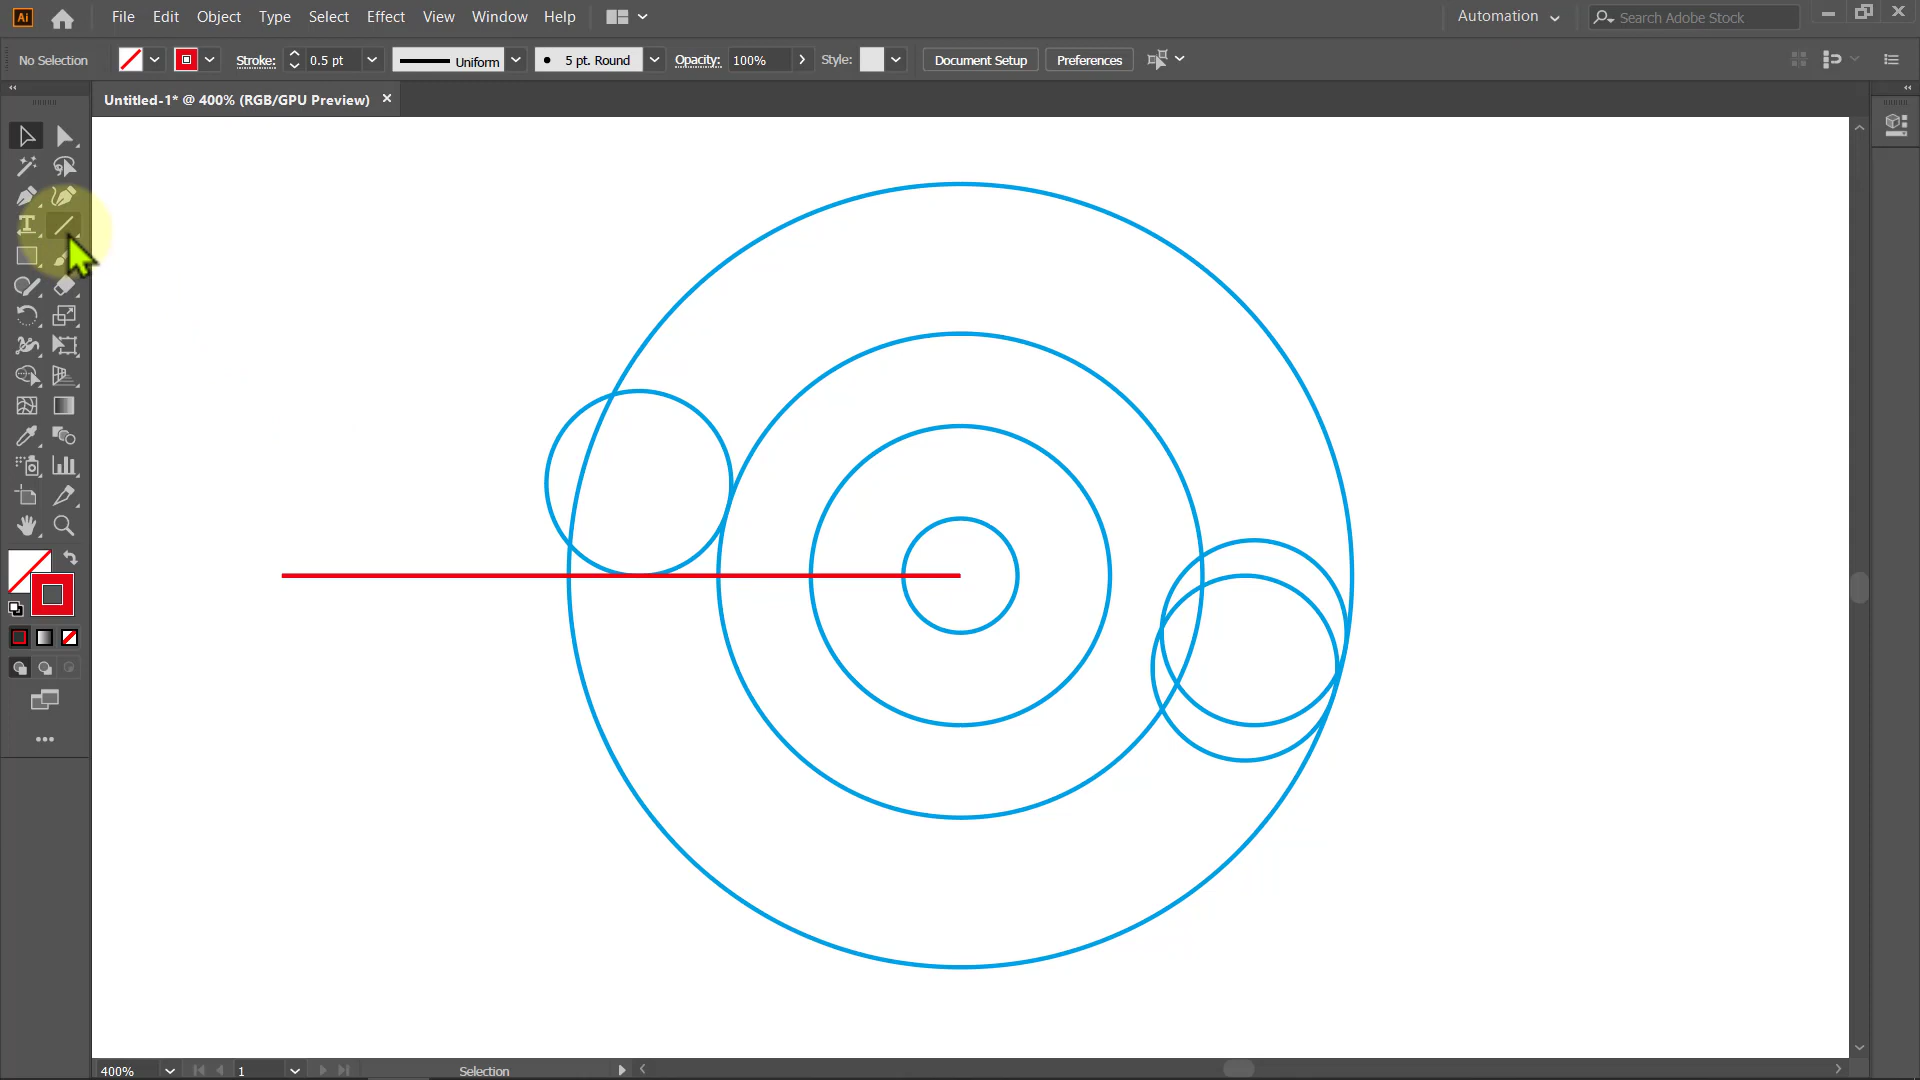 Ai File Edit Object Type Select Effect View Window Help Automation Search Adobe Stock
No Selection Stroke: 0.5 pt Uniform 5 pt. Round Opacity: 100% Style: Document Setup Preferences
Untitled-1* @ 400% (RGB/GPU Preview)
400% 1 Selection